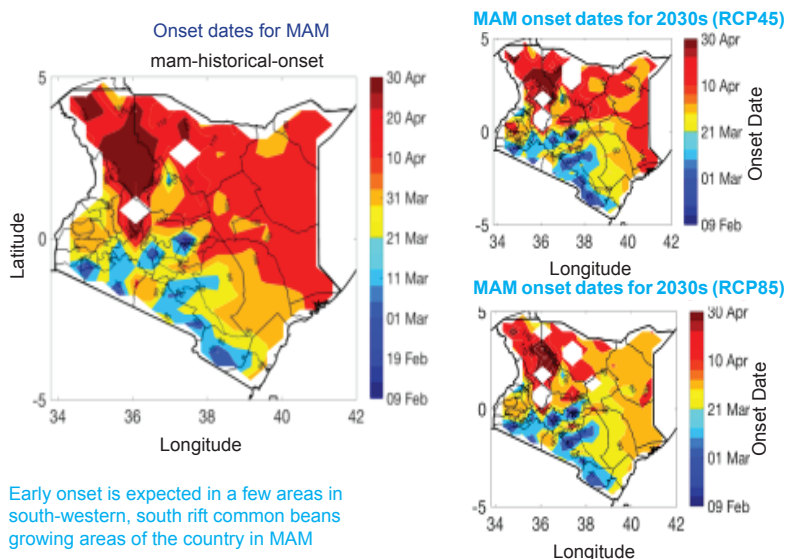 Onset dates for MAM
mam-historical-onset
5
0
-5
Latitude
34
36
38
40
42
Longitude
30 Apr
20 Apr
10 Apr
31 Mar
21 Mar
11 Mar
01 Mar
19 Feb
09 Feb
MAM onset dates for 2030s (RCP45)
5
0
-5
34
36
38
40
42
Longitude
30 Apr
10 Apr
21 Mar
01 Mar
09 Feb
Onset Date
MAM onset dates for 2030s (RCP85)
5
0
-5
34
36
38
40
42
Longitude
30 Apr
10 Apr
21 Mar
01 Mar
09 Feb
Onset Date
Early onset is expected in a few areas in
south-western, south rift common beans
growing areas of the country in MAM